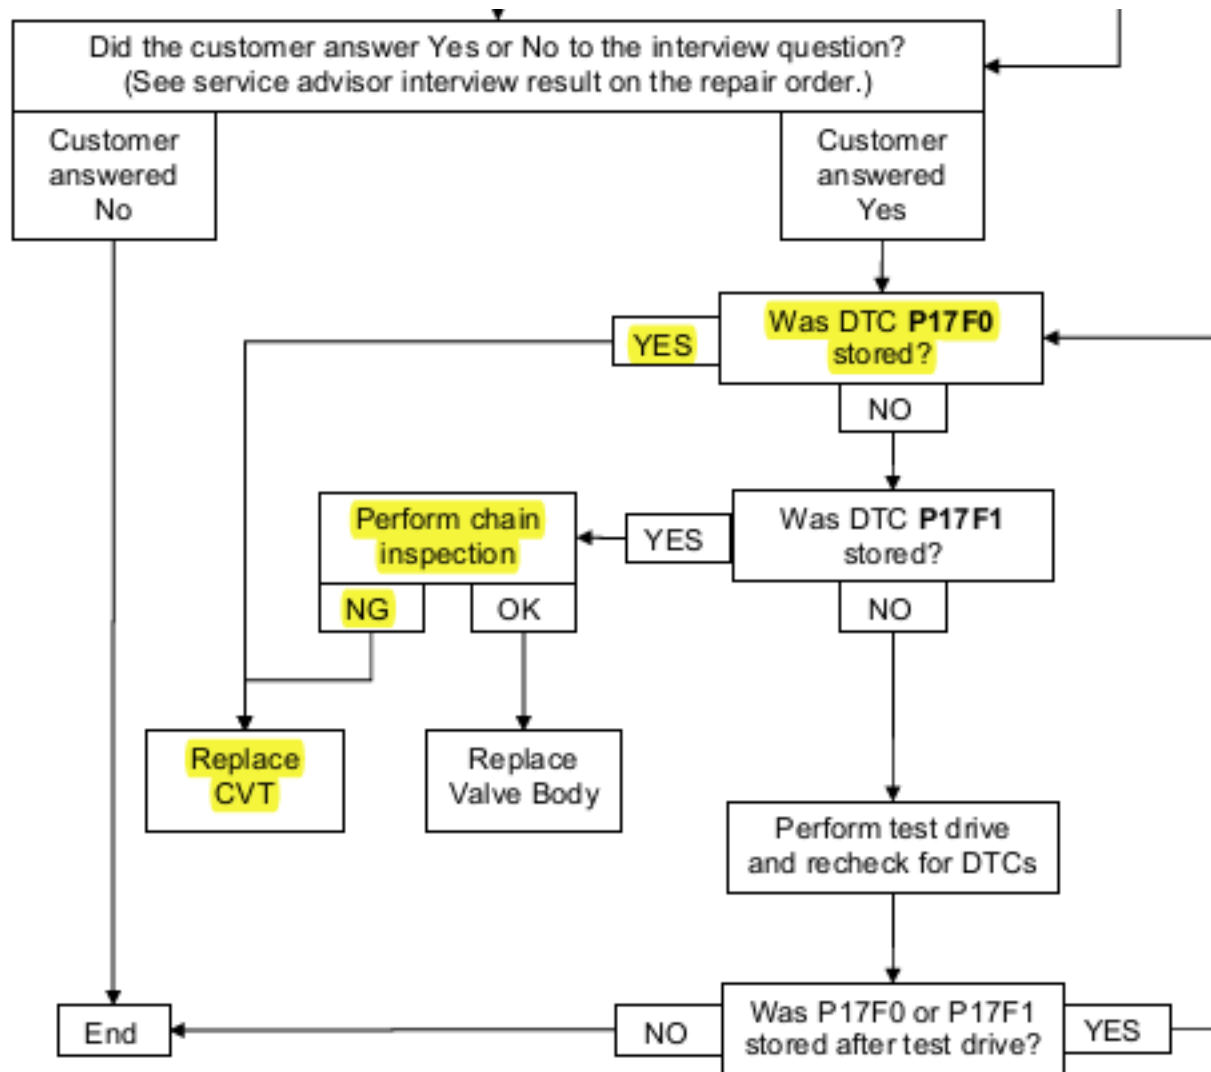 Did the customer answer Yes or No to the interview question?
(See service advisor interview result on the repair order.)
Customer
answered
No
Customer
answered
Yes
Was DTC P17F0
stored?
YES
NO
Perform chain
inspection
YES
Was DTC P17F1
stored?
NG
OK
NO
Replace
CVT
Replace
Valve Body
Perform test drive
and recheck for DTCs
End
NO
Was P17F0 or P17F1
stored after test drive?
YES